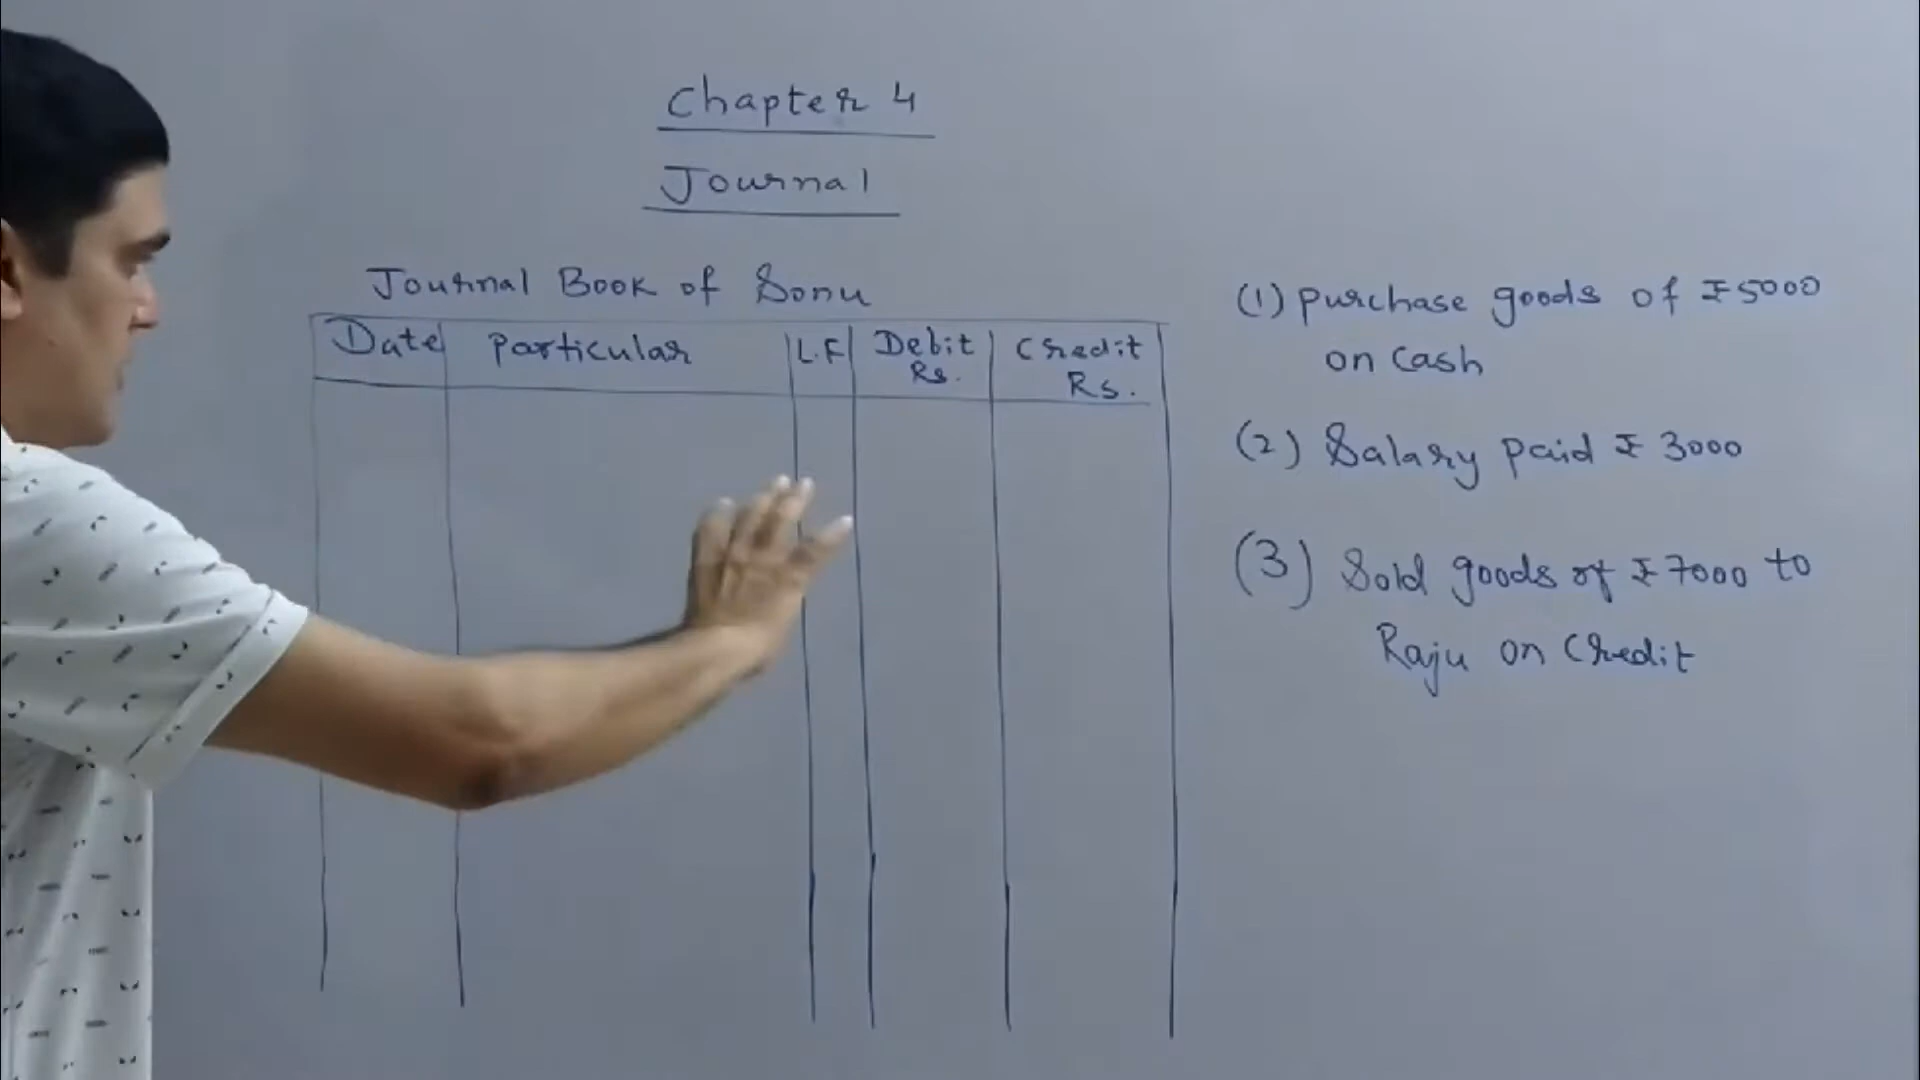 Chapter 4
Journal
Journal Book of Sonu
Date Particular L.F Debit Rs. Credit Rs.
(1) Purchase goods of ₹5000
on Cash
(2) Salary paid ₹ 3000
(3) Sold goods of ₹7000 to
Raju on Credit